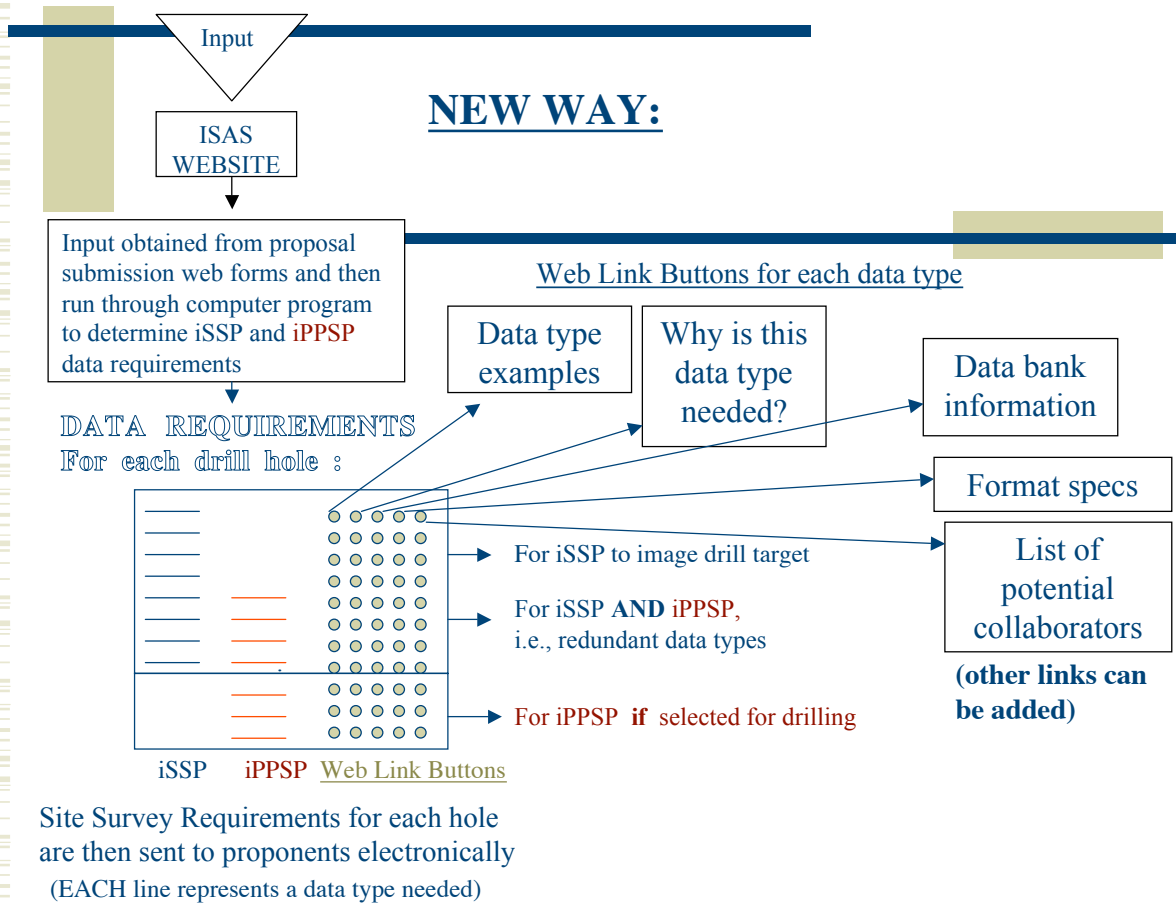 Input
NEW WAY:
ISAS
WEBSITE
Input obtained from proposal
submission web forms and then
run through computer program
to determine iSSP and iPPSP
data requirements
Web Link Buttons for each data type
Data type
examples
Why is this
data type
needed?
Data bank
information
Format specs
List of
potential
collaborators
(other links can
be added)
DATA REQUIREMENTS
For each drill hole :
For iSSP to image drill target
For iSSP AND iPPSP,
i.e., redundant data types
For iPPSP if selected for drilling
iSSP iPPSP Web Link Buttons
Site Survey Requirements for each hole
are then sent to proponents electronically
(EACH line represents a data type needed)